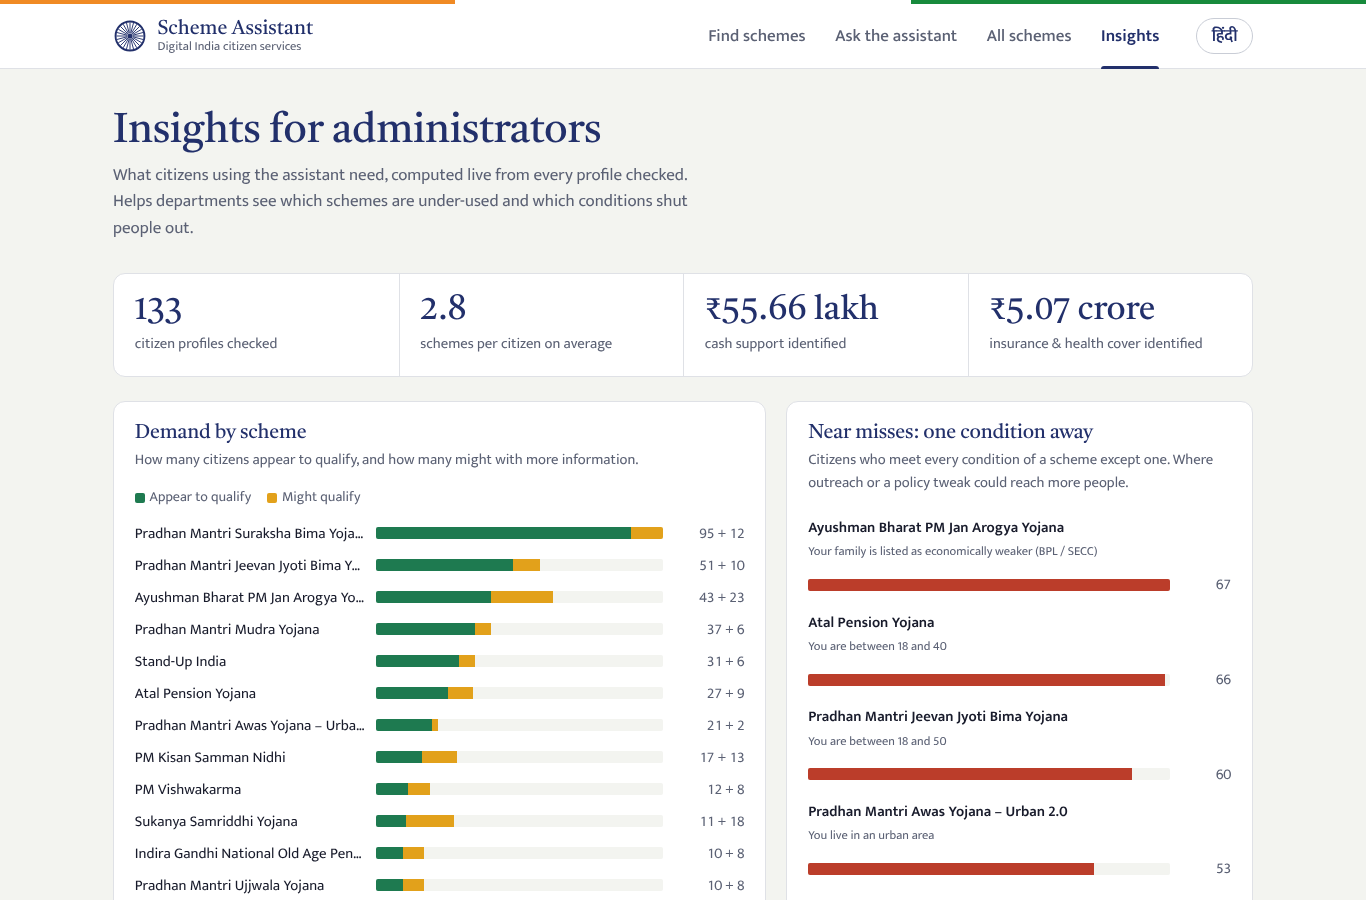 Scheme Assistant
Digital India citizen services
Find schemes
Ask the assistant
All schemes
Insights
हिंदी
Insights for administrators
What citizens using the assistant need, computed live from every profile checked.
Helps departments see which schemes are under-used and which conditions shut
people out.
133
citizen profiles checked
2.8
schemes per citizen on average
₹55.66 lakh
cash support identified
₹5.07 crore
insurance & health cover identified
Demand by scheme
How many citizens appear to qualify, and how many might with more information.
Appear to qualify
Might qualify
Pradhan Mantri Suraksha Bima Yoja… 95 + 12
Pradhan Mantri Jeevan Jyoti Bima Y… 51 + 10
Ayushman Bharat PM Jan Arogya Yo… 43 + 23
Pradhan Mantri Mudra Yojana 37 + 6
Stand-Up India 31 + 6
Atal Pension Yojana 27 + 9
Pradhan Mantri Awas Yojana – Urba… 21 + 2
PM Kisan Samman Nidhi 17 + 13
PM Vishwakarma 12 + 8
Sukanya Samriddhi Yojana 11 + 18
Indira Gandhi National Old Age Pen… 10 + 8
Pradhan Mantri Ujjwala Yojana 10 + 8
Near misses: one condition away
Citizens who meet every condition of a scheme except one. Where
outreach or a policy tweak could reach more people.
Ayushman Bharat PM Jan Arogya Yojana
Your family is listed as economically weaker (BPL / SECC)
67
Atal Pension Yojana
You are between 18 and 40
66
Pradhan Mantri Jeevan Jyoti Bima Yojana
You are between 18 and 50
60
Pradhan Mantri Awas Yojana – Urban 2.0
You live in an urban area
53